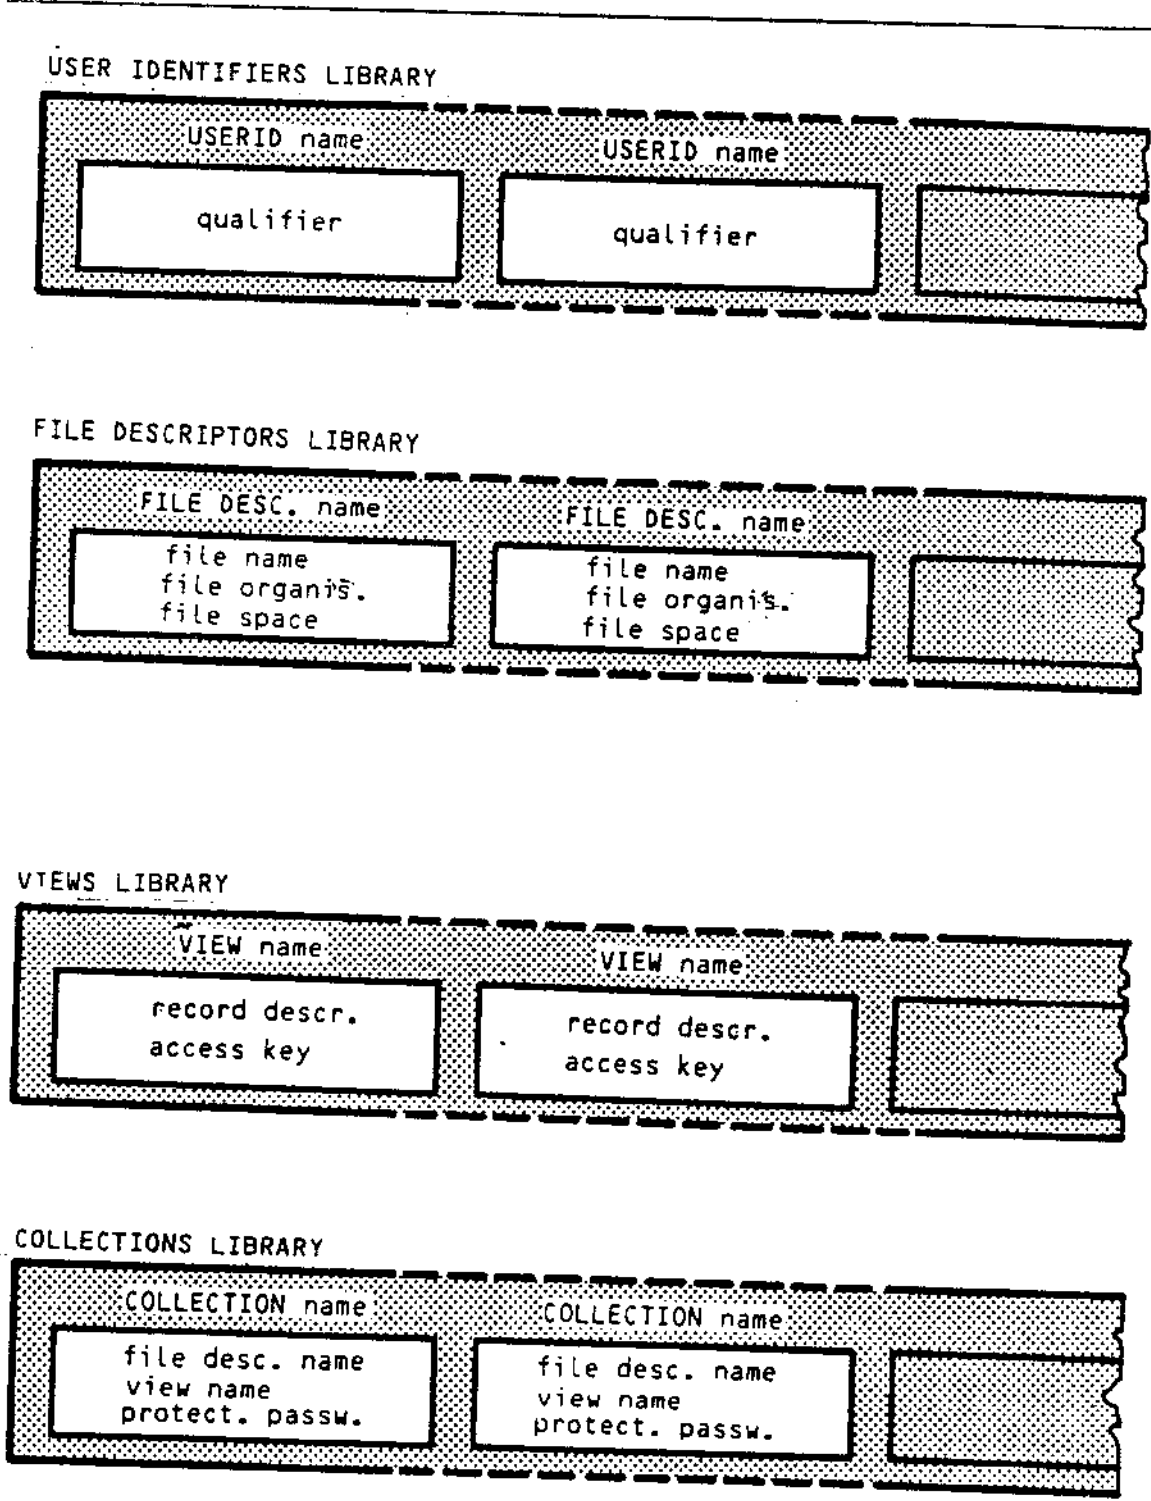 USER IDENTIFIERS LIBRARY
USERID name USERID name
qualifier qualifier
FILE DESCRIPTORS LIBRARY
FILE DESC. name FILE DESC. name
file name file name
file organis. file organis.
file space file space
VIEWS LIBRARY
VIEW name VIEW name
record descr. record descr.
access key access key
COLLECTIONS LIBRARY
COLLECTION name COLLECTION name
file desc. name file desc. name
view name view name
protect. passw. protect. passw.